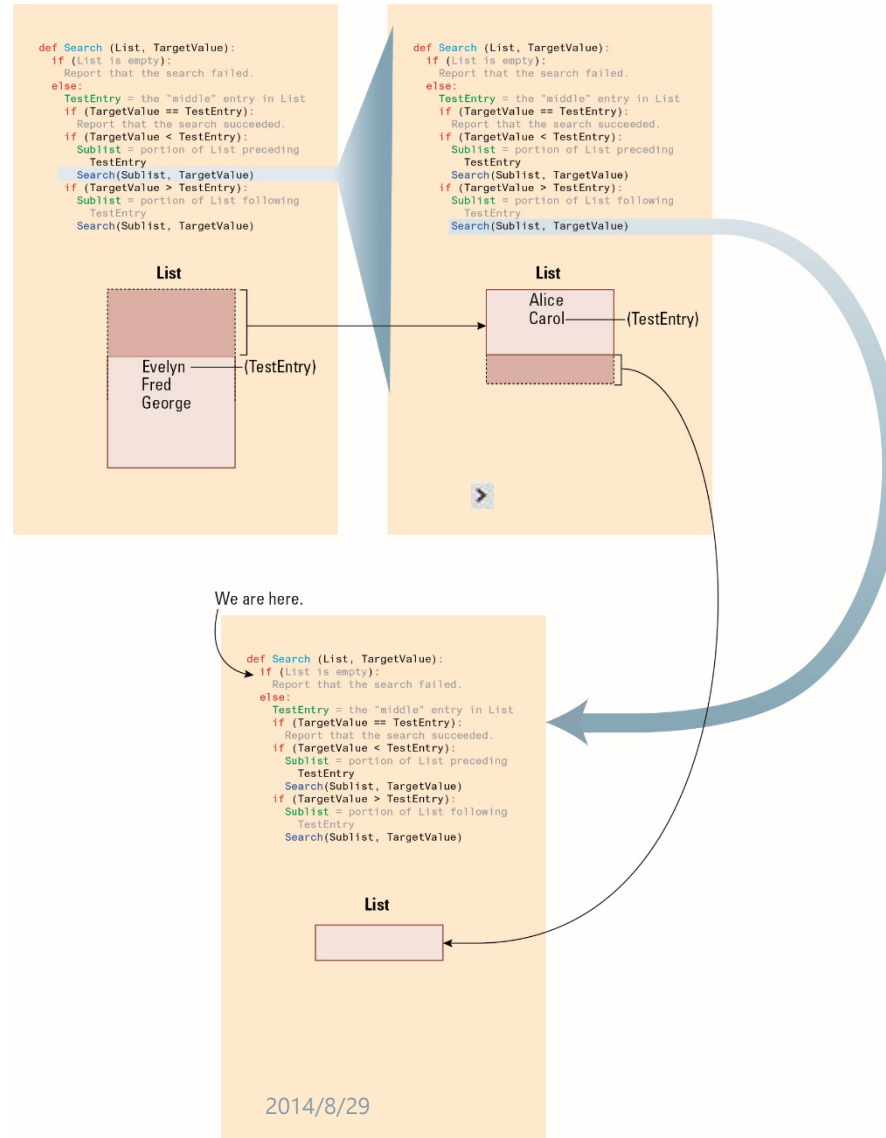 def Search (List, TargetValue):
if (List is empty):
Report that the search failed.
else:
TestEntry = the "middle" entry in List
if (TargetValue == TestEntry):
Report that the search succeeded.
if (TargetValue < TestEntry):
Sublist = portion of List preceding
TestEntry
Search(Sublist, TargetValue)
if (TargetValue > TestEntry):
Sublist = portion of List following
TestEntry
Search(Sublist, TargetValue)
List
Evelyn (TestEntry)
Fred
George
def Search (List, TargetValue):
if (List is empty):
Report that the search failed.
else:
TestEntry = the "middle" entry in List
if (TargetValue == TestEntry):
Report that the search succeeded.
if (TargetValue < TestEntry):
Sublist = portion of List preceding
TestEntry
Search(Sublist, TargetValue)
if (TargetValue > TestEntry):
Sublist = portion of List following
TestEntry
Search(Sublist, TargetValue)
List
Alice
Carol (TestEntry)
>
We are here.
def Search (List, TargetValue):
if (List is empty):
Report that the search failed.
else:
TestEntry = the "middle" entry in List
if (TargetValue == TestEntry):
Report that the search succeeded.
if (TargetValue < TestEntry):
Sublist = portion of List preceding
TestEntry
Search(Sublist, TargetValue)
if (TargetValue > TestEntry):
Sublist = portion of List following
TestEntry
Search(Sublist, TargetValue)
List
2014/8/29